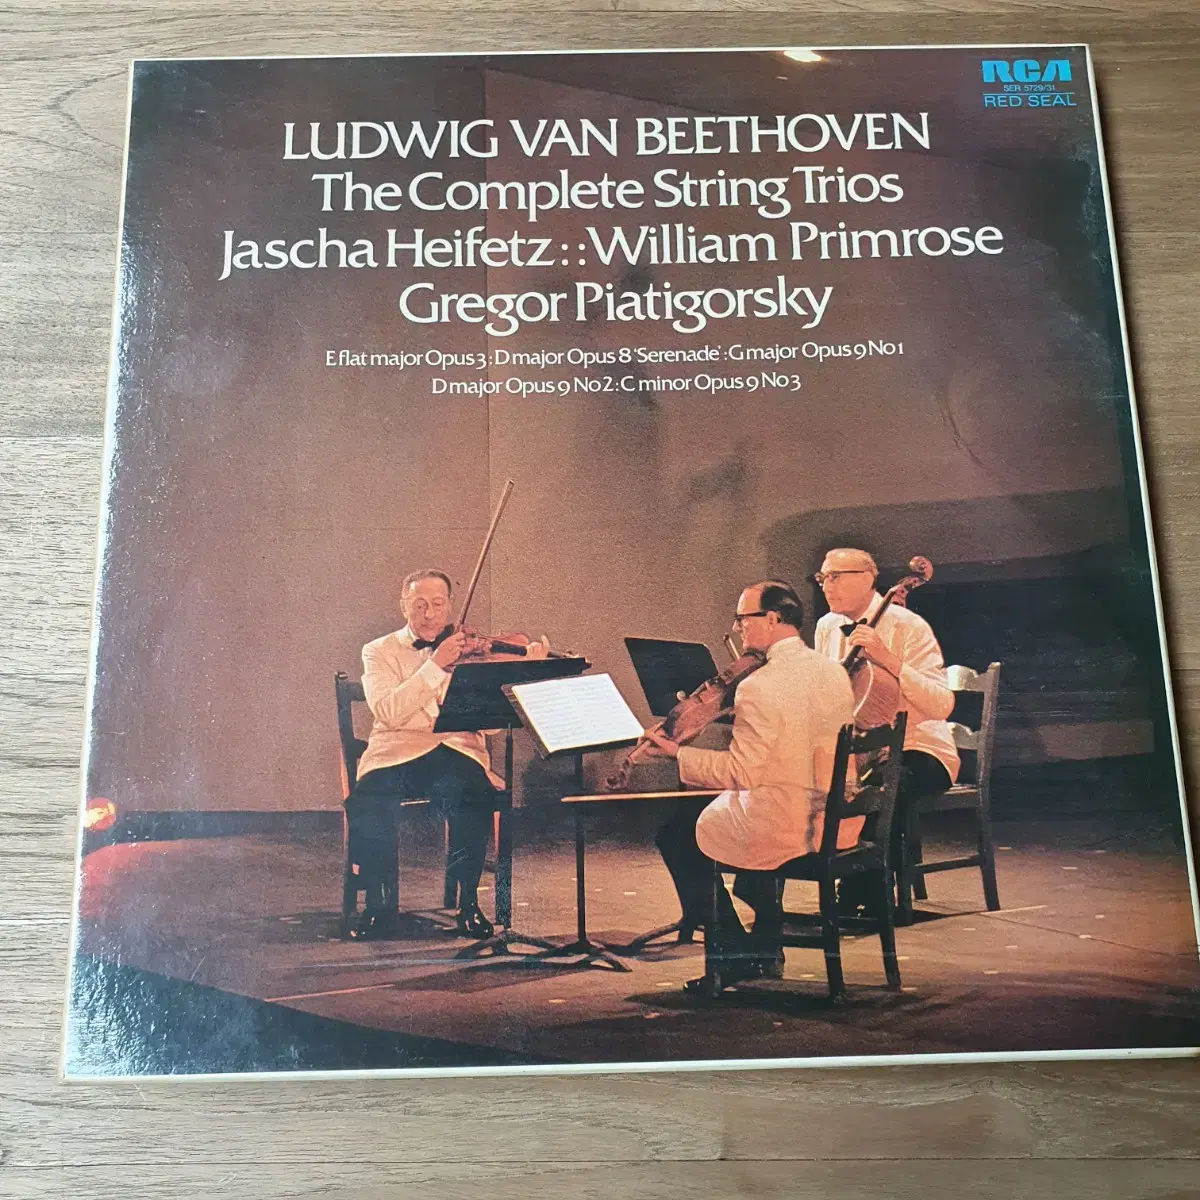 RCA
SER 5729/31
RED SEAL
LUDWIG VAN BEETHOVEN
The Complete String Trios
Jascha Heifetz::William Primrose
Gregor Piatigorsky
E flat major Opus 3:D major Opus 8 'Serenade':G major Opus 9 No 1
D major Opus 9 No 2:C minor Opus 9 No 3